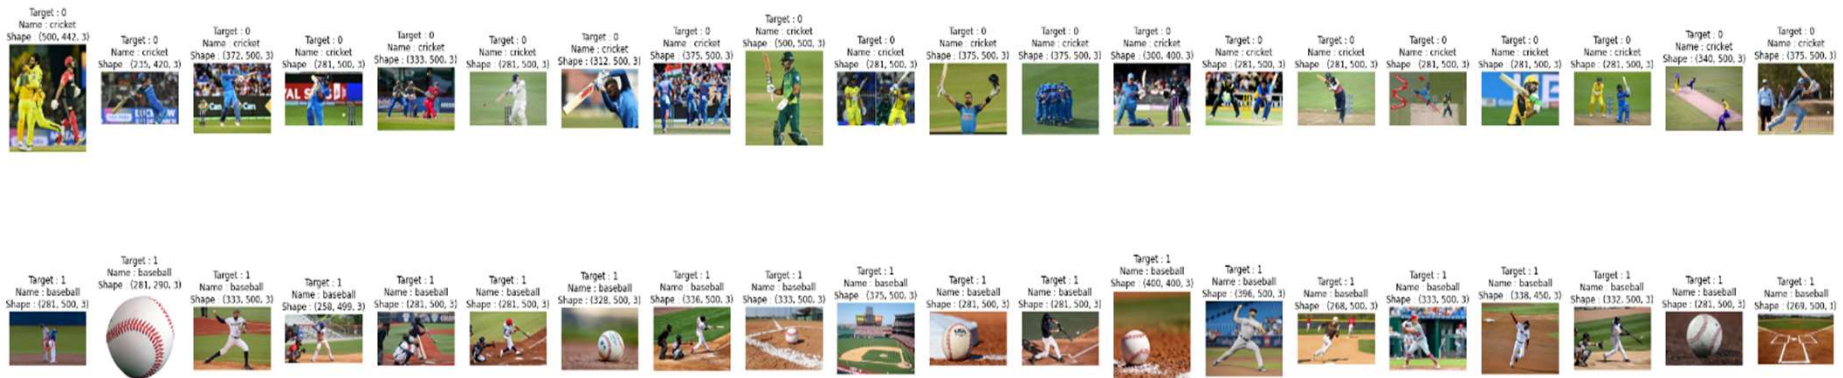 Target : 0
Name : cricket
Shape : (500, 442, 3)
Target : 0
Name : cricket
Shape : (235, 420, 3)
Target : 0
Name : cricket
Shape : (372, 500, 3)
Target : 0
Name : cricket
Shape : (281, 500, 3)
Target : 0
Name : cricket
Shape : (333, 500, 3)
Target : 0
Name : cricket
Shape : (281, 500, 3)
Target : 0
Name : cricket
Shape : (312, 500, 3)
Target : 0
Name : cricket
Shape : (375, 500, 3)
Target : 0
Name : cricket
Shape : (500, 500, 3)
Target : 0
Name : cricket
Shape : (281, 500, 3)
Target : 0
Name : cricket
Shape : (375, 500, 3)
Target : 0
Name : cricket
Shape : (375, 500, 3)
Target : 0
Name : cricket
Shape : (300, 400, 3)
Target : 0
Name : cricket
Shape : (281, 500, 3)
Target : 0
Name : cricket
Shape : (281, 500, 3)
Target : 0
Name : cricket
Shape : (281, 500, 3)
Target : 0
Name : cricket
Shape : (281, 500, 3)
Target : 0
Name : cricket
Shape : (281, 500, 3)
Target : 0
Name : cricket
Shape : (340, 500, 3)
Target : 0
Name : cricket
Shape : (375, 500, 3)
Target : 1
Name : baseball
Shape : (281, 500, 3)
Target : 1
Name : baseball
Shape : (281, 290, 3)
Target : 1
Name : baseball
Shape : (333, 500, 3)
Target : 1
Name : baseball
Shape : (258, 499, 3)
Target : 1
Name : baseball
Shape : (281, 500, 3)
Target : 1
Name : baseball
Shape : (281, 500, 3)
Target : 1
Name : baseball
Shape : (328, 500, 3)
Target : 1
Name : baseball
Shape : (336, 500, 3)
Target : 1
Name : baseball
Shape : (333, 500, 3)
Target : 1
Name : baseball
Shape : (375, 500, 3)
Target : 1
Name : baseball
Shape : (281, 500, 3)
Target : 1
Name : baseball
Shape : (281, 500, 3)
Target : 1
Name : baseball
Shape : (400, 400, 3)
Target : 1
Name : baseball
Shape : (396, 500, 3)
Target : 1
Name : baseball
Shape : (268, 500, 3)
Target : 1
Name : baseball
Shape : (333, 500, 3)
Target : 1
Name : baseball
Shape : (338, 450, 3)
Target : 1
Name : baseball
Shape : (332, 500, 3)
Target : 1
Name : baseball
Shape : (281, 500, 3)
Target : 1
Name : baseball
Shape : (269, 500, 3)